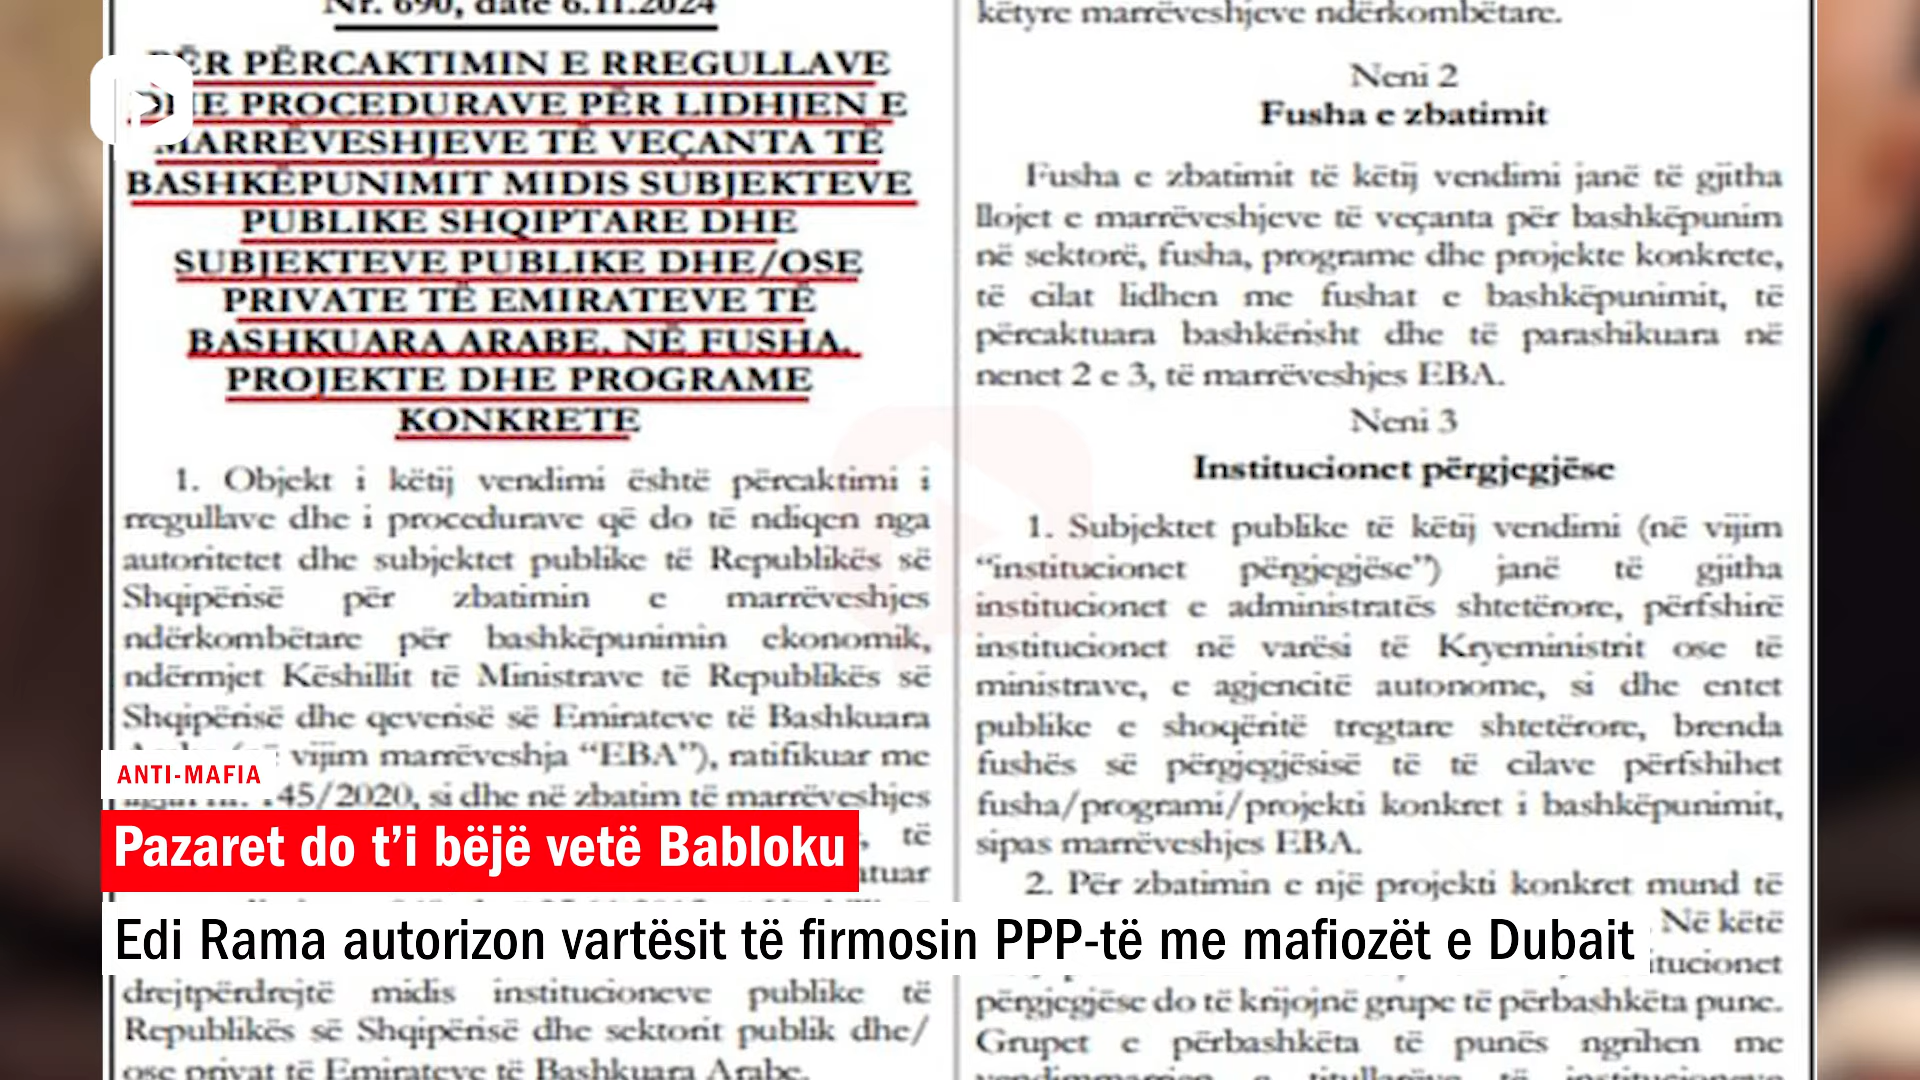 Nr. 690, datë 6.11.2024
PËR PËRCAKTIMIN E RREGULLAVE
DHE PROCEDURAVE PËR LIDHJEN E
MARRËVESHJEVE TË VEÇANTA TË
BASHKËPUNIMIT MIDIS SUBJEKTEVE
PUBLIKE SHQIPTARE DHE
SUBJEKTEVE PUBLIKE DHE/OSE
PRIVATE TË EMIRATEVE TË
BASHKUARA ARABE, NË FUSHA,
PROJEKTE DHE PROGRAME
KONKRETE
1. Objekt i këtij vendimi është përcaktimi i
rregullave dhe i procedurave që do të ndiqen nga
autoritetet dhe subjektet publike të Republikës së
Shqipërisë për zbatimin e marrëveshjes
ndërkombëtare për bashkëpunimin ekonomik,
ndërmjet Këshillit të Ministrave të Republikës së
Shqipërisë dhe qeverisë së Emirateve të Bashkuara
vijim marrëveshja “EBA”), ratifikuar me
45/2020, si dhe në zbatim të marrëveshjes
të
ANTI-MAFIA
Pazaret do t’i bëjë vetë Babloku
Edi Rama autorizon vartësit të firmosin PPP-të me mafiozët e Dubait
drejtpërdrejtë midis institucioneve publike të
Republikës së Shqipërisë dhe sektorit publik dhe/
ose privat të Emirateve të Bashkuara Arabe.
këtyre marrëveshjeve ndërkombëtare.
Neni 2
Fusha e zbatimit
Fusha e zbatimit të këtij vendimi janë të gjitha
llojet e marrëveshjeve të veçanta për bashkëpunim
në sektorë, fusha, programe dhe projekte konkrete,
të cilat lidhen me fushat e bashkëpunimit, të
përcaktuara bashkërisht dhe të parashikuara në
nenet 2 e 3, të marrëveshjes EBA.
Neni 3
Institucionet përgjegjëse
1. Subjektet publike të këtij vendimi (në vijim
“institucionet përgjegjëse”) janë të gjitha
institucionet e administratës shtetërore, përfshirë
institucionet në varësi të Kryeministrit ose të
ministrave, e agjencitë autonome, si dhe entet
publike e shoqëritë tregtare shtetërore, brenda
fushës së përgjegjësisë të të cilave përfshihet
fusha/programi/projekti konkret i bashkëpunimit,
sipas marrëveshjes EBA.
2. Për zbatimin e një projekti konkret mund të
Në këtë
përgjegjëse do të krijojnë grupe të përbashkëta pune.
Grupet e përbashkëta të punës ngrihen me